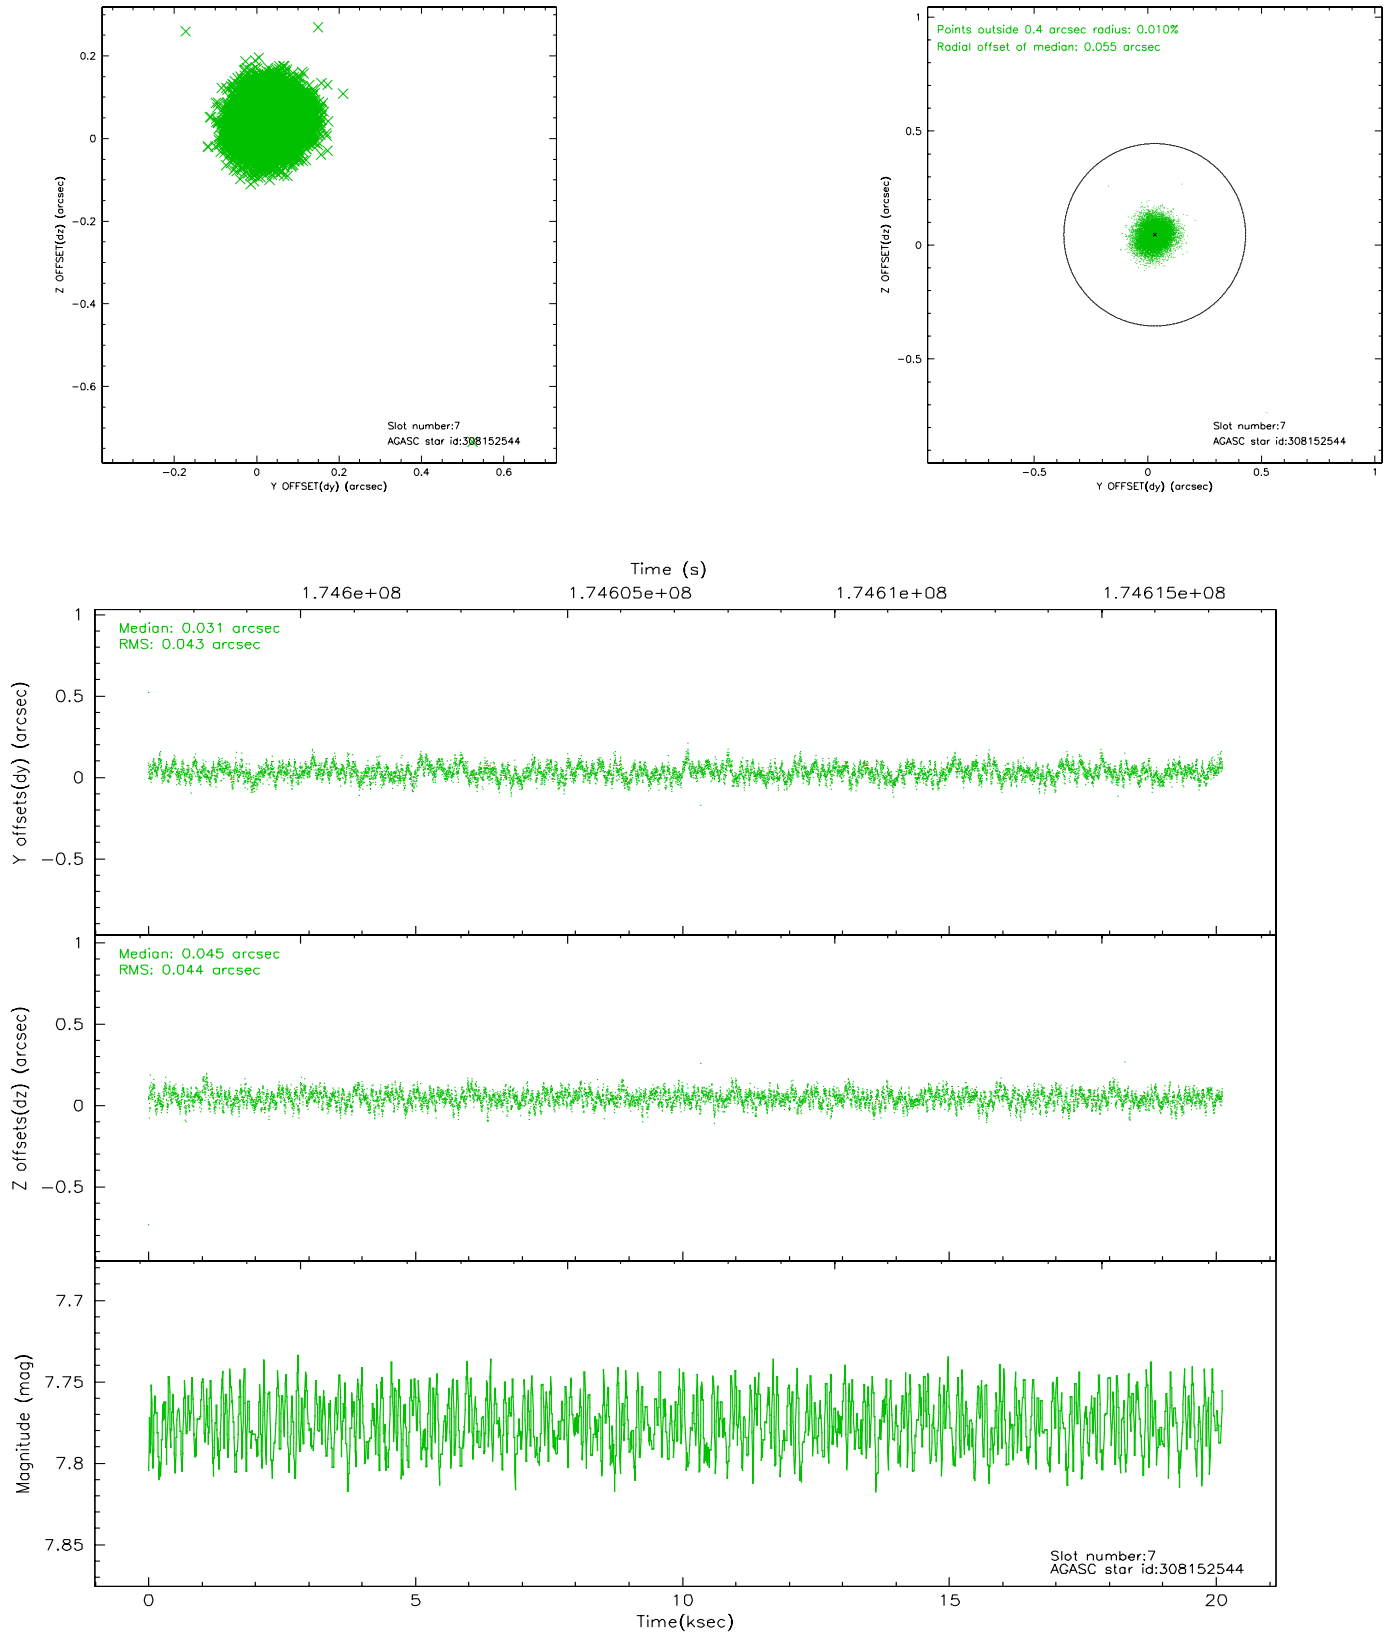 0.2
0
−0.2
−0.4
−0.6
Z OFFSET(dz) (arcsec)
Slot number:7
AGASC star id:308152544
−0.2 0 0.2 0.4 0.6
Y OFFSET(dy) (arcsec)
Points outside 0.4 arcsec radius: 0.010%
Radial offset of median: 0.055 arcsec
1
0.5
0
−0.5
Z OFFSET(dz) (arcsec)
Slot number:7
AGASC star id:308152544
−0.5 0 0.5 1
Y OFFSET(dy) (arcsec)
Time (s)
1.746e+08 1.74605e+08 1.7461e+08 1.74615e+08
Median: 0.031 arcsec
RMS: 0.043 arcsec
1
0.5
0
−0.5
Y offsets(dy) (arcsec)
Median: 0.045 arcsec
RMS: 0.044 arcsec
1
0.5
0
−0.5
Z offsets(dz) (arcsec)
7.7
7.75
7.8
7.85
Magnitude (mag)
Slot number:7
AGASC star id:308152544
0 5 10 15 20
Time(ksec)